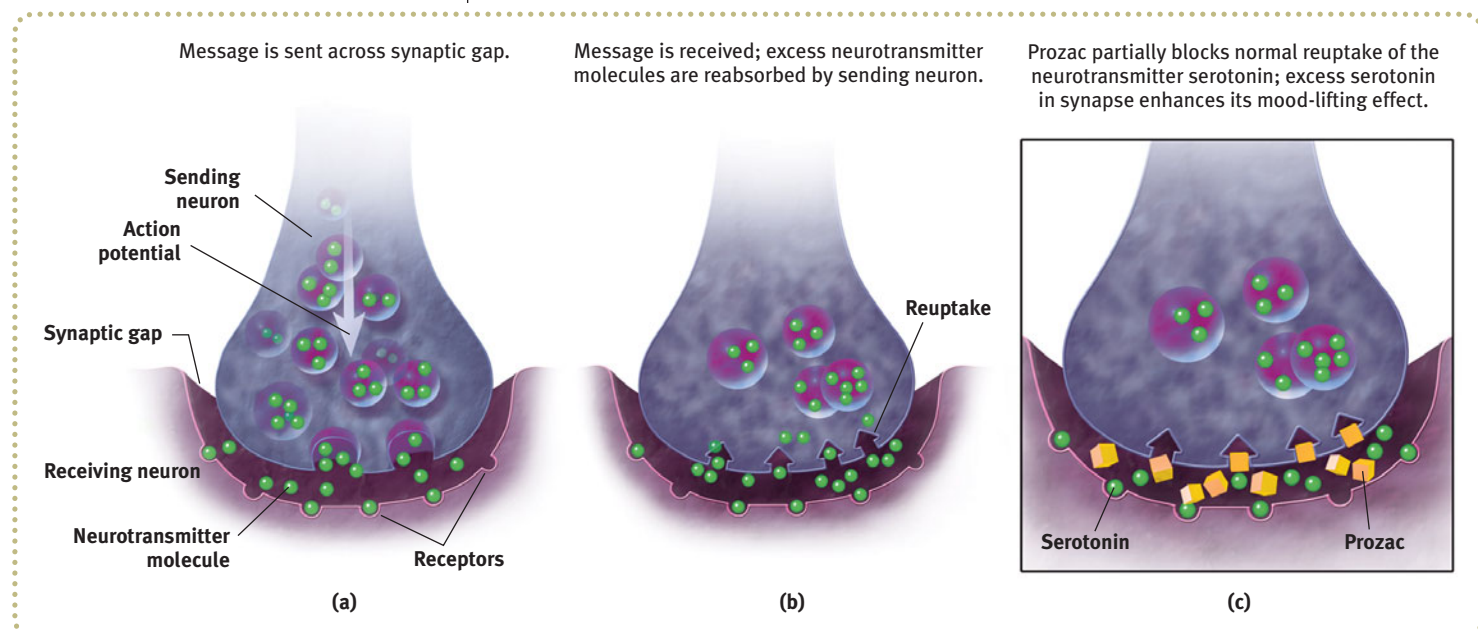 Message is sent across synaptic gap.
Message is received; excess neurotransmitter
molecules are reabsorbed by sending neuron.
Prozac partially blocks normal reuptake of the
neurotransmitter serotonin; excess serotonin
in synapse enhances its mood-lifting effect.
Sending
neuron
Action
potential
Synaptic gap
Receiving neuron
Neurotransmitter
molecule
Receptors
(a)
Reuptake
(b)
Serotonin
Prozac
(c)